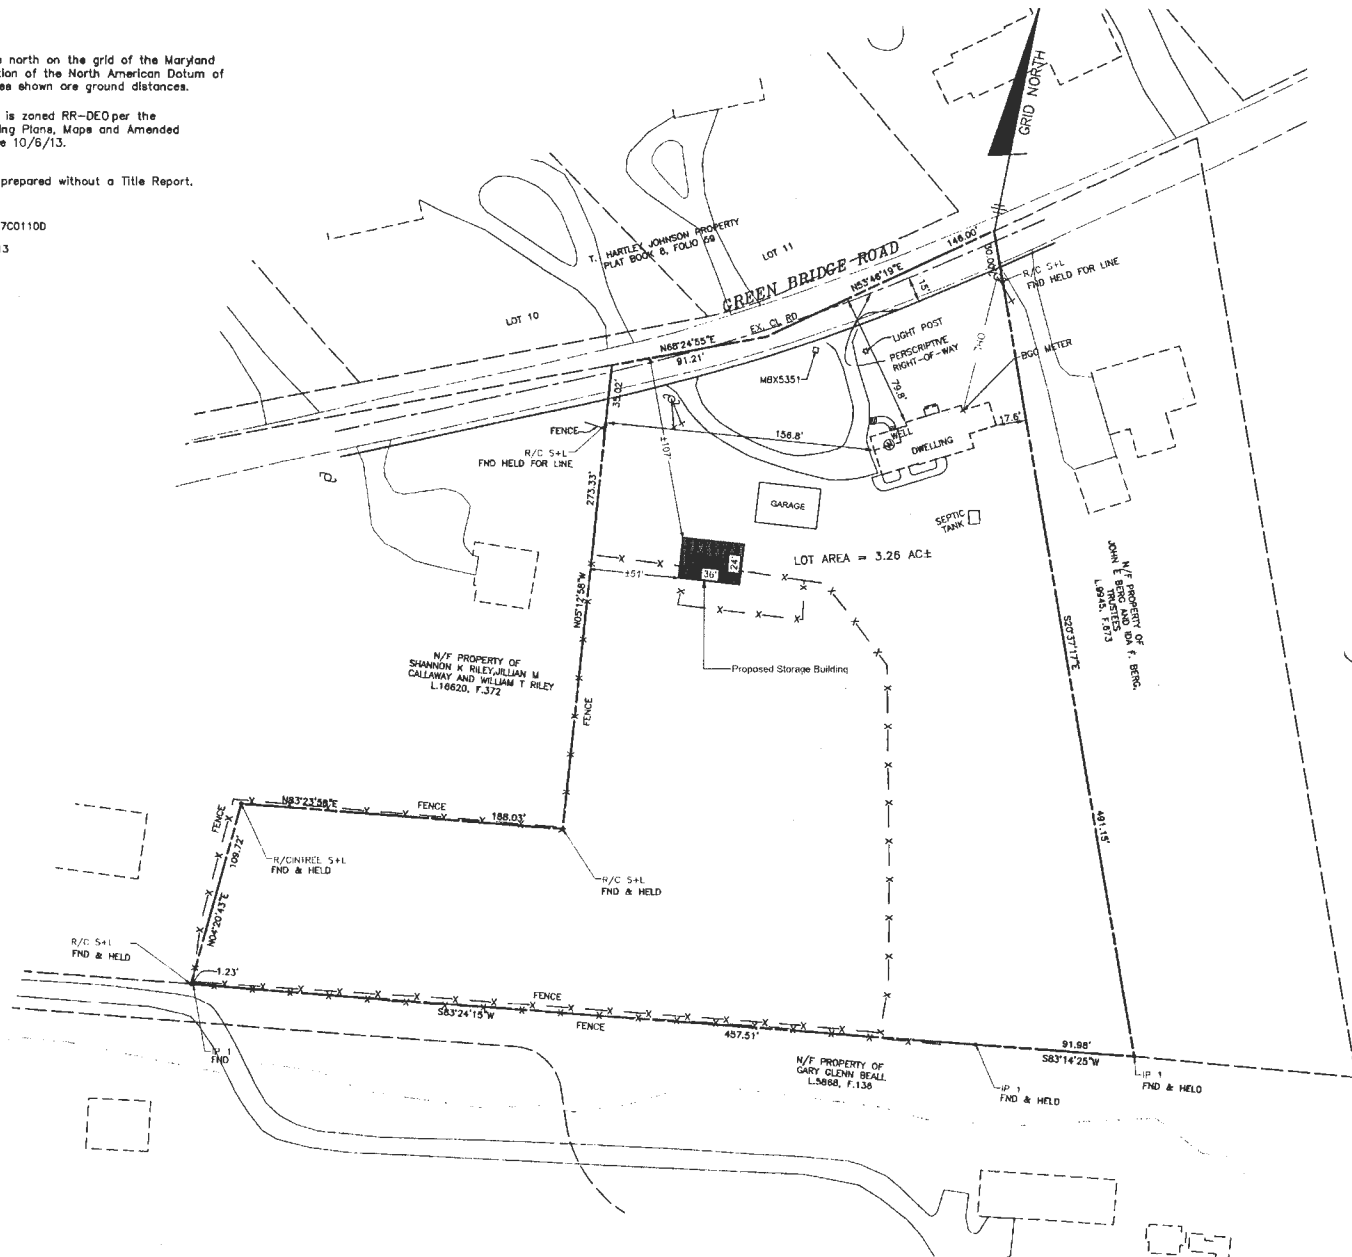 north on the grid of the Maryland
ion of the North American Datum of
shown are ground distances.
is zoned RR-DEO per the
ing Plans, Maps and Amended
10/6/13.
prepared without a Title Report.
7C0110D
13
GRID NORTH
T. HARTLEY JOHNSON PROPERTY
PLAT BOOK 8, FOLIO 59
LOT 11
LOT 10
GREEN BRIDGE ROAD
146.00'
N53°46'19"E
EX. CL RD
N68°24'55"E
91.21'
15'
R/C S+L
FND HELD FOR LINE
LIGHT POST
PERSCRIPTIVE
RIGHT-OF-WAY
BGO METER
MBX5351
79.8'
35.02'
FENCE
R/C S+L
FND HELD FOR LINE
±107'
156.8'
WELL
DWELLING
17.6'
273.33'
GARAGE
SEPTIC
TANK
LOT AREA = 3.26 AC±
24'
36'
±51'
N05°12'58"W
N/F PROPERTY OF
JOHN E BERG AND IDA F. BERG,
TRUSTEES
L.9945, F.673
S20°37'17"E
Proposed Storage Building
N/F PROPERTY OF
SHANNON K RILEY, JILLIAN M
CALLAWAY AND WILLIAM T RILEY
L.16620, F.372
FENCE
N83°23'58"E
FENCE
188.03'
FENCE
109.72'
N04°20'43"E
FND & HELD
R/C S+L
FND & HELD
491.15'
R/C S+L
FND & HELD
1.23'
FENCE
S83°24'15"W
FENCE
457.51'
IP 1
FND
N/F PROPERTY OF
GARY GLENN BEALL
L.5868, F.138
91.98'
S83°14'25"W
IP 1
FND & HELD
IP 1
FND & HELD